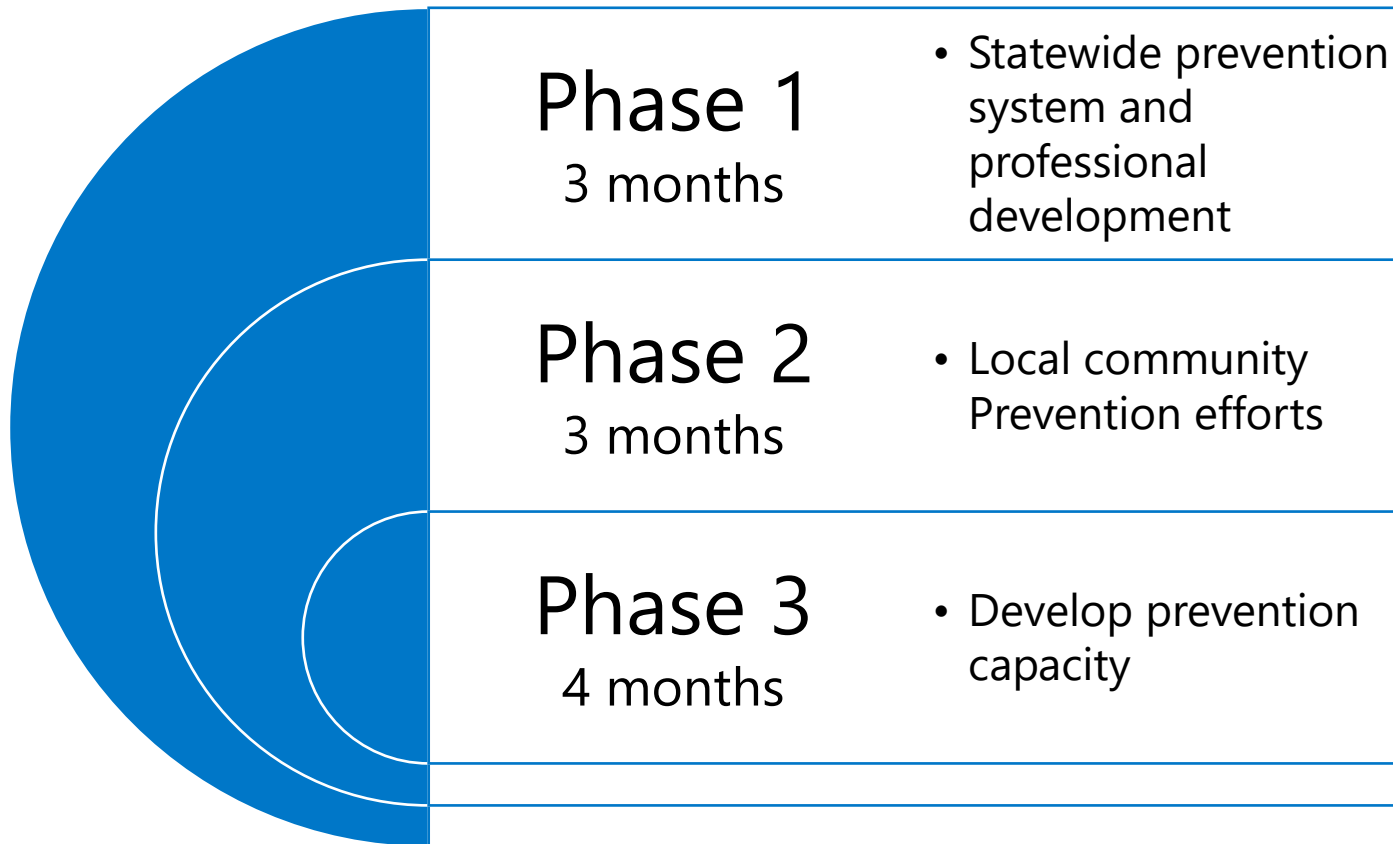 Phase 1
3 months
• Statewide prevention
system and
professional
development
Phase 2
3 months
• Local community
Prevention efforts
Phase 3
4 months
• Develop prevention
capacity